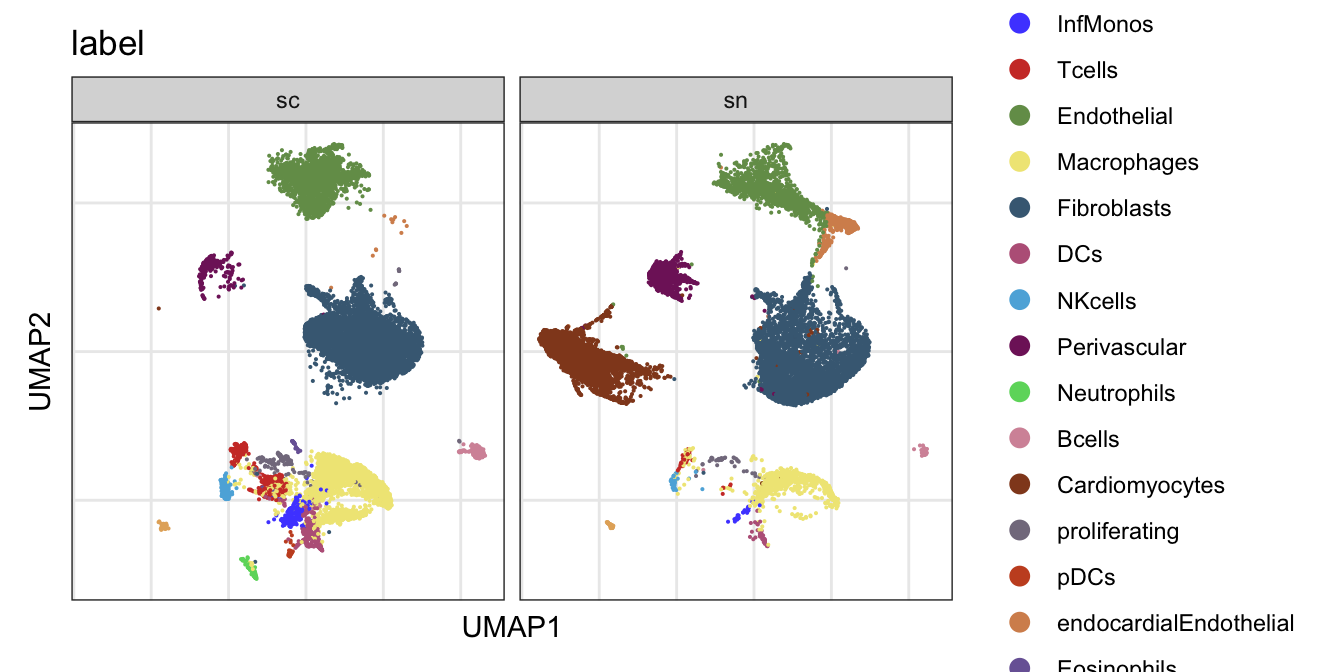 label
sc
sn
UMAP2
UMAP1
InfMonos
Tcells
Endothelial
Macrophages
Fibroblasts
DCs
NKcells
Perivascular
Neutrophils
Bcells
Cardiomyocytes
proliferating
pDCs
endocardialEndothelial
Eosinophils